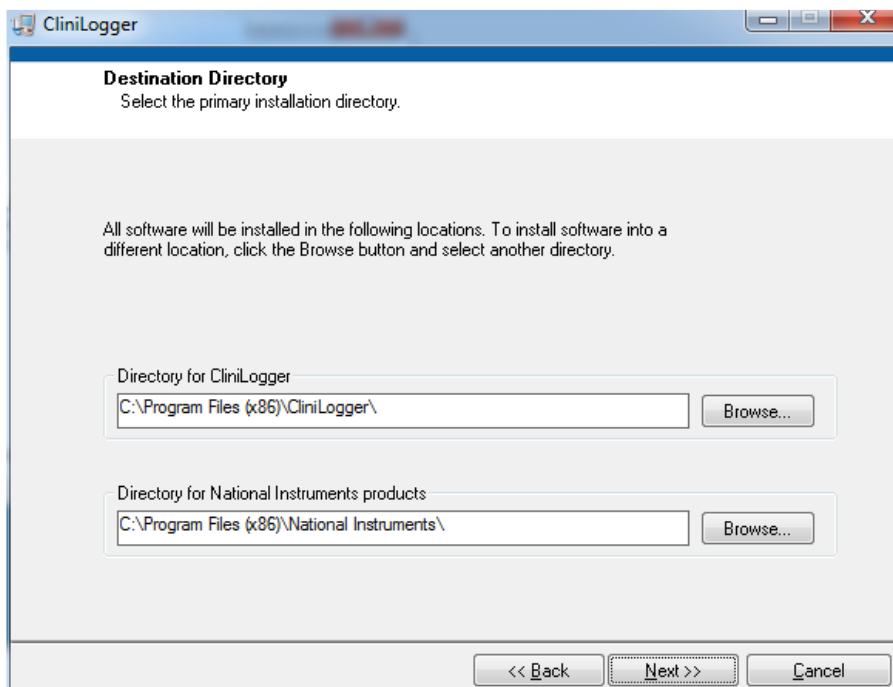 CliniLogger
Destination Directory
Select the primary installation directory.
All software will be installed in the following locations. To install software into a
different location, click the Browse button and select another directory.
Directory for CliniLogger
C:\Program Files (x86)\CliniLogger\
Browse...
Directory for National Instruments products
C:\Program Files (x86)\National Instruments\
Browse...
<< Back
Next >>
Cancel